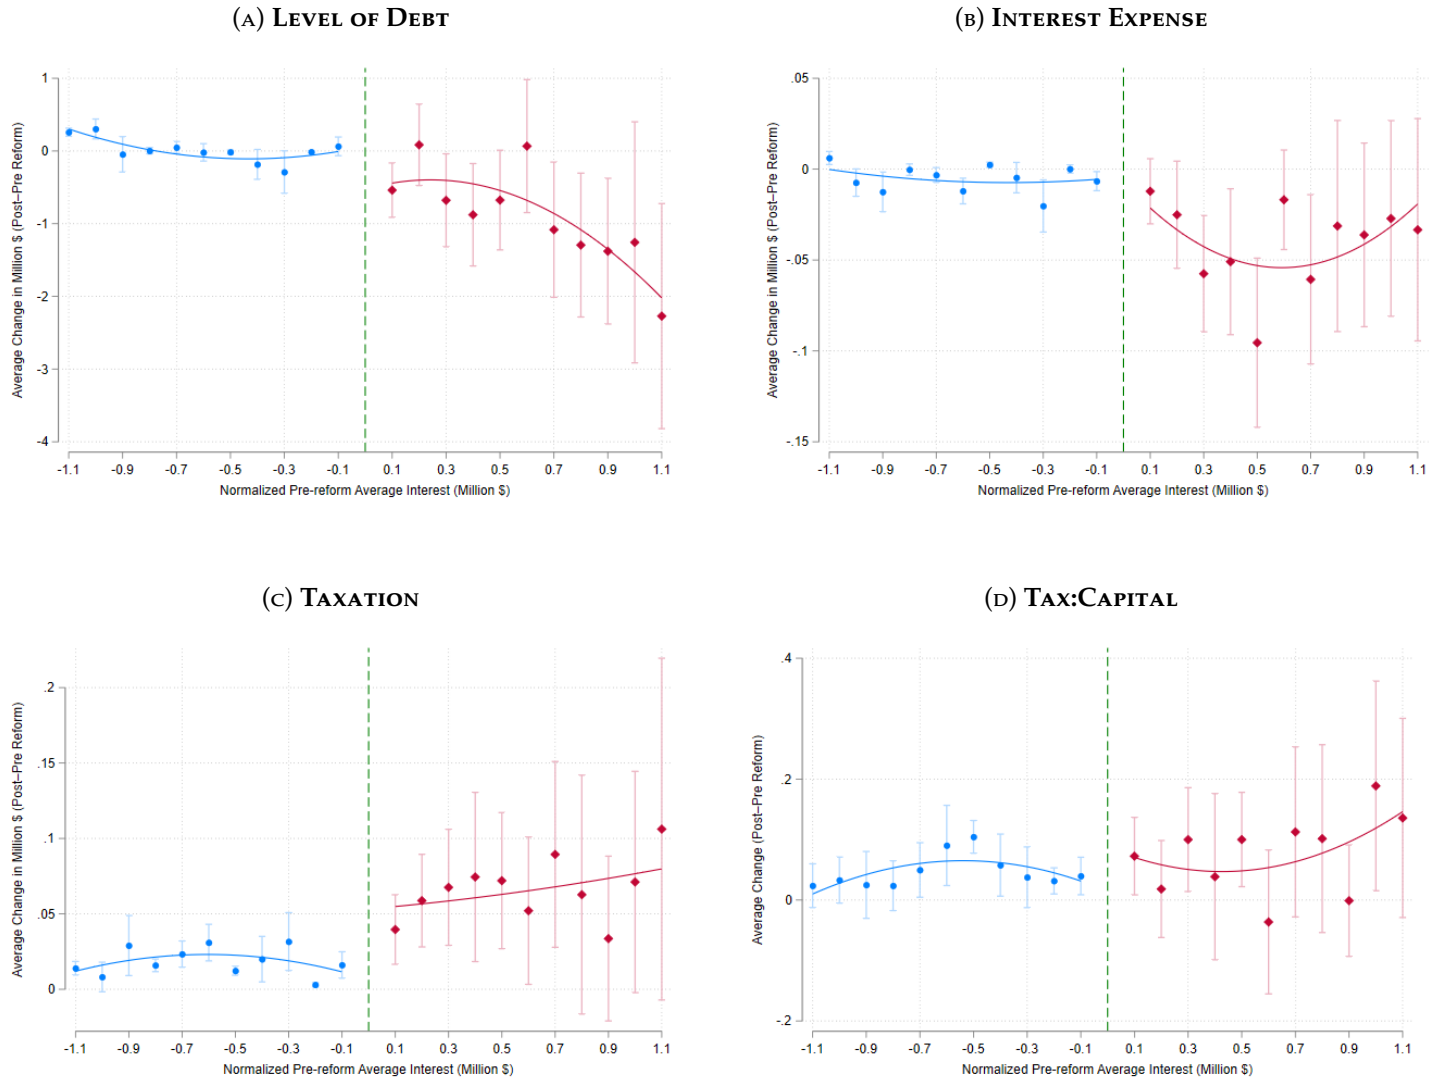 (A) LEVEL OF DEBT
Average Change in Million $ (Post–Pre Reform)
1
0
-1
-2
-3
-4
-1.1 -0.9 -0.7 -0.5 -0.3 -0.1 0.1 0.3 0.5 0.7 0.9 1.1
Normalized Pre-reform Average Interest (Million $)
(B) INTEREST EXPENSE
Average Change in Million $ (Post–Pre Reform)
.05
0
-.05
-.1
-.15
-1.1 -0.9 -0.7 -0.5 -0.3 -0.1 0.1 0.3 0.5 0.7 0.9 1.1
Normalized Pre-reform Average Interest (Million $)
(C) TAXATION
Average Change in Million $ (Post–Pre Reform)
.2
.15
.1
.05
0
-1.1 -0.9 -0.7 -0.5 -0.3 -0.1 0.1 0.3 0.5 0.7 0.9 1.1
Normalized Pre-reform Average Interest (Million $)
(D) TAX:CAPITAL
Average Change (Post–Pre Reform)
.4
.2
0
-.2
-1.1 -0.9 -0.7 -0.5 -0.3 -0.1 0.1 0.3 0.5 0.7 0.9 1.1
Normalized Pre-reform Average Interest (Million $)